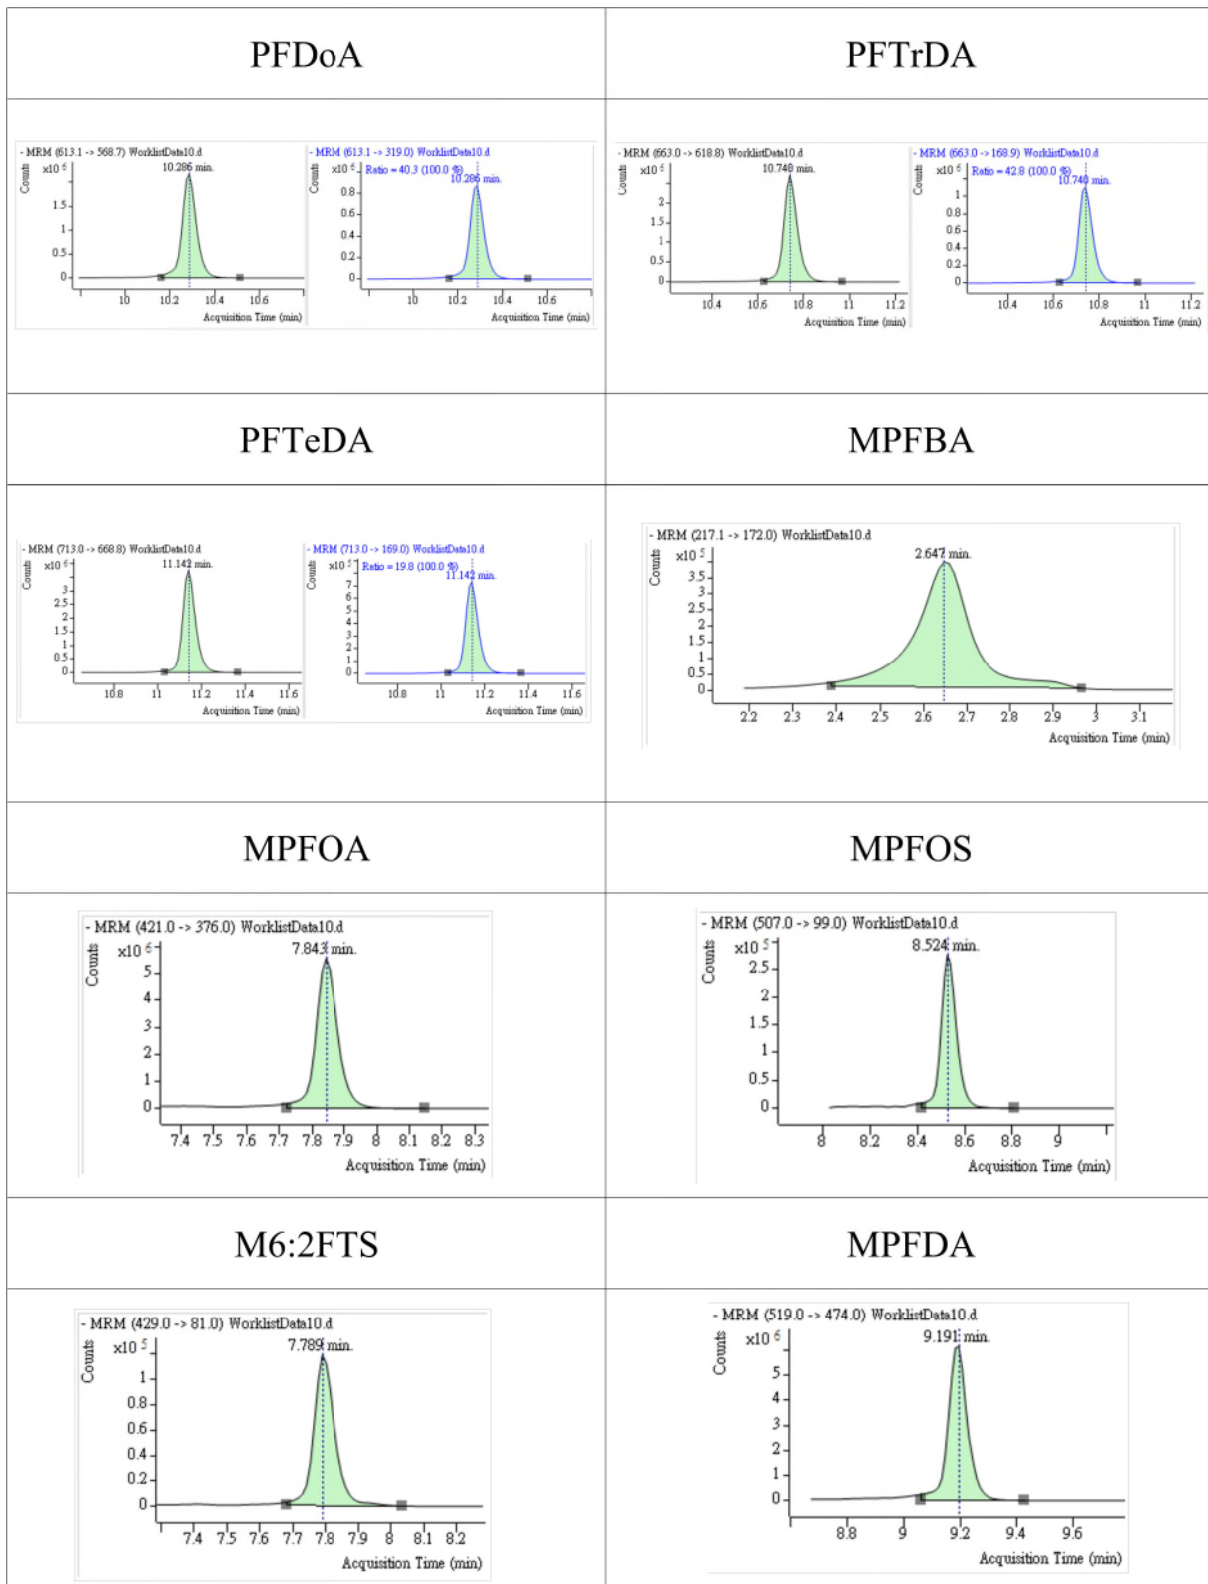 PFDoA
PFTrDA
- MRM (613.1 -> 568.7) WorklistData10.d
Counts
x10 6
10.286 min.
1.5
1
0.5
0
10 10.2 10.4 10.6
Acquisition Time (min)
- MRM (613.1 -> 319.0) WorklistData10.d
Counts
x10 6
Ratio = 40.3 (100.0 %)
10.286 min.
0.8
0.6
0.4
0.2
0
10 10.2 10.4 10.6
Acquisition Time (min)
- MRM (663.0 -> 618.8) WorklistData10.d
Counts
x10 6
10.740 min.
2
1.5
1
0.5
0
10.4 10.6 10.8 11 11.2
Acquisition Time (min)
- MRM (663.0 -> 168.9) WorklistData10.d
Counts
x10 6
Ratio = 42.8 (100.0 %)
10.740 min.
1
0.8
0.6
0.4
0.2
0
10.4 10.6 10.8 11 11.2
Acquisition Time (min)
PFTeDA
MPFBA
- MRM (713.0 -> 668.8) WorklistData10.d
Counts
x10 6
11.142 min.
3
2.5
2
1.5
1
0.5
0
10.8 11 11.2 11.4 11.6
Acquisition Time (min)
- MRM (713.0 -> 169.0) WorklistData10.d
Counts
x10 5
Ratio = 19.8 (100.0 %)
11.142 min.
7
6
5
4
3
2
1
0
10.8 11 11.2 11.4 11.6
Acquisition Time (min)
- MRM (217.1 -> 172.0) WorklistData10.d
Counts
x10 5
2.647 min.
3.5
3
2.5
2
1.5
1
0.5
0
2.2 2.3 2.4 2.5 2.6 2.7 2.8 2.9 3 3.1
Acquisition Time (min)
MPFOA
MPFOS
- MRM (421.0 -> 376.0) WorklistData10.d
Counts
x10 6
7.843 min.
5
4
3
2
1
0
7.4 7.5 7.6 7.7 7.8 7.9 8 8.1 8.2 8.3
Acquisition Time (min)
- MRM (507.0 -> 99.0) WorklistData10.d
Counts
x10 5
8.524 min.
2.5
2
1.5
1
0.5
0
8 8.2 8.4 8.6 8.8 9
Acquisition Time (min)
M6:2FTS
MPFDA
- MRM (429.0 -> 81.0) WorklistData10.d
Counts
x10 5
7.789 min.
1
0.8
0.6
0.4
0.2
0
7.4 7.5 7.6 7.7 7.8 7.9 8 8.1 8.2
Acquisition Time (min)
- MRM (519.0 -> 474.0) WorklistData10.d
Counts
x10 6
9.191 min.
5
4
3
2
1
0
8.8 9 9.2 9.4 9.6
Acquisition Time (min)